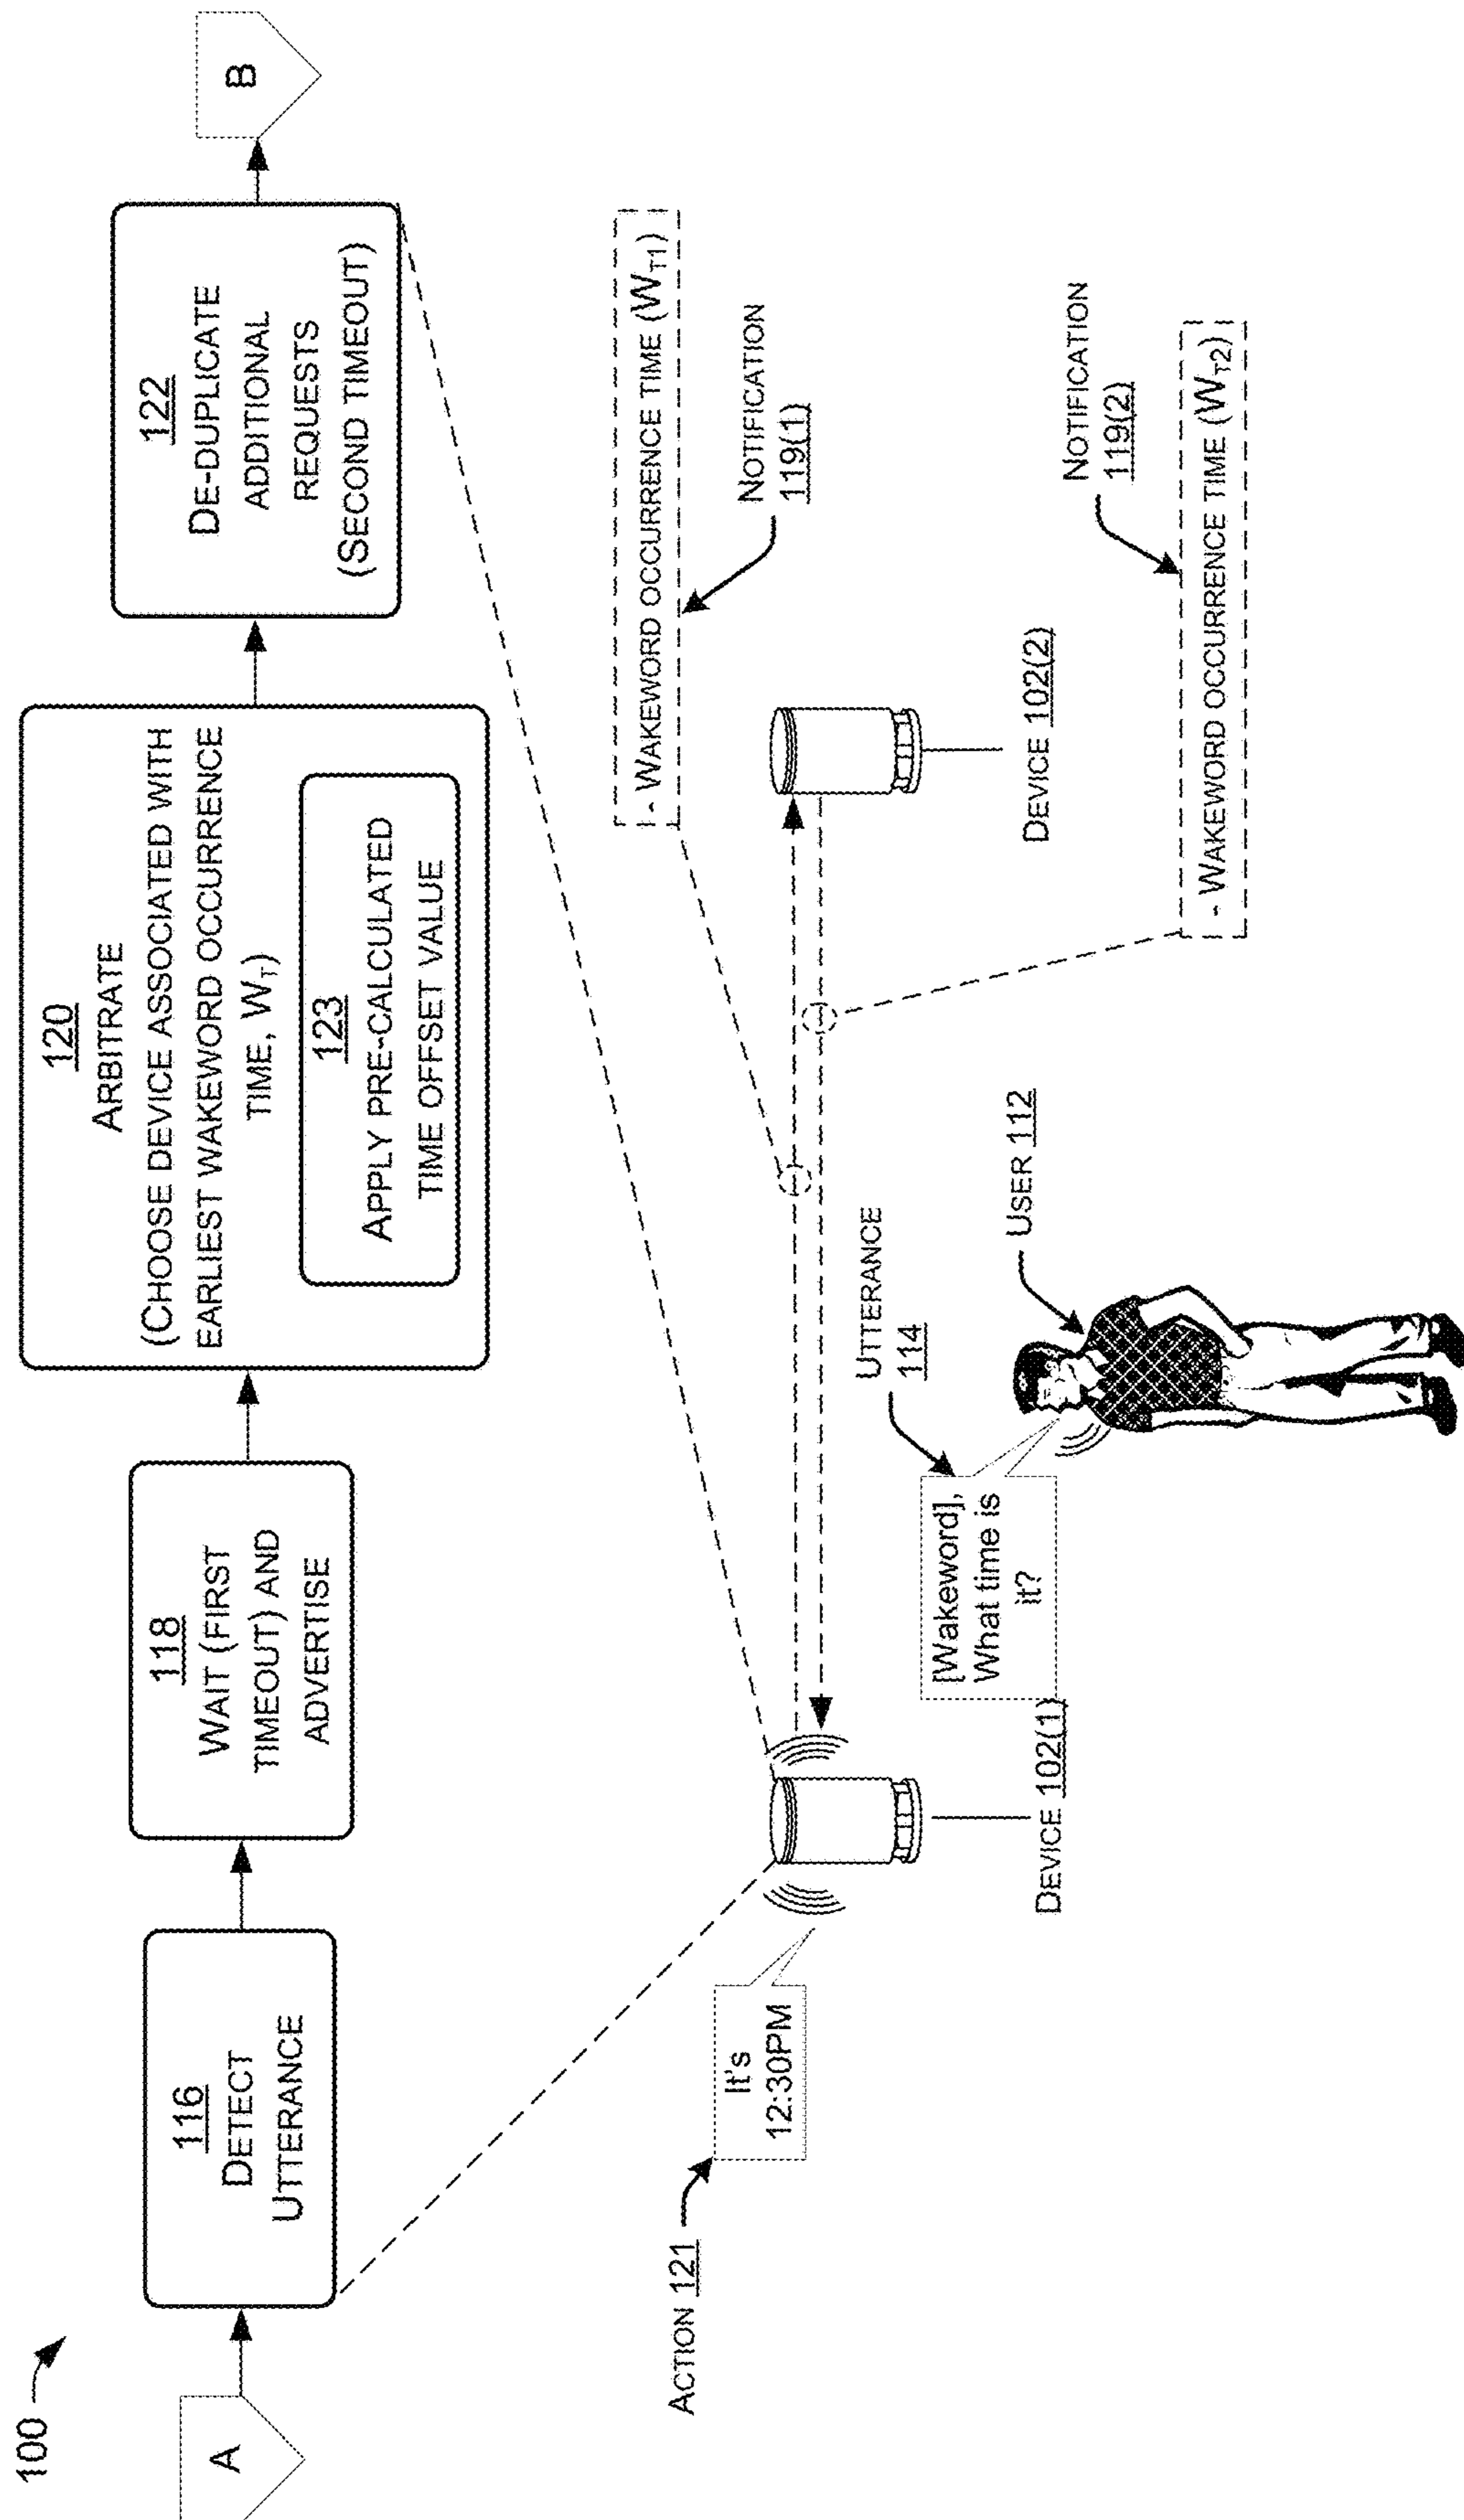 100
A
116
DETECT
UTTERANCE
118
WAIT (FIRST
TIMEOUT) AND
ADVERTISE
120
ARBITRATE
(CHOOSE DEVICE ASSOCIATED WITH
EARLIEST WAKEWORD OCCURRENCE
TIME, WT)
123
APPLY PRE-CALCULATED
TIME OFFSET VALUE
122
DE-DUPLICATE
ADDITIONAL
REQUESTS
(SECOND TIMEOUT)
B
ACTION 121
It's
12:30PM
DEVICE 102(1)
[Wakeword],
What time is
it?
UTTERANCE
114
USER 112
DEVICE 102(2)
- WAKEWORD OCCURRENCE TIME (WT1)
NOTIFICATION
119(1)
NOTIFICATION
119(2)
- WAKEWORD OCCURRENCE TIME (WT2)